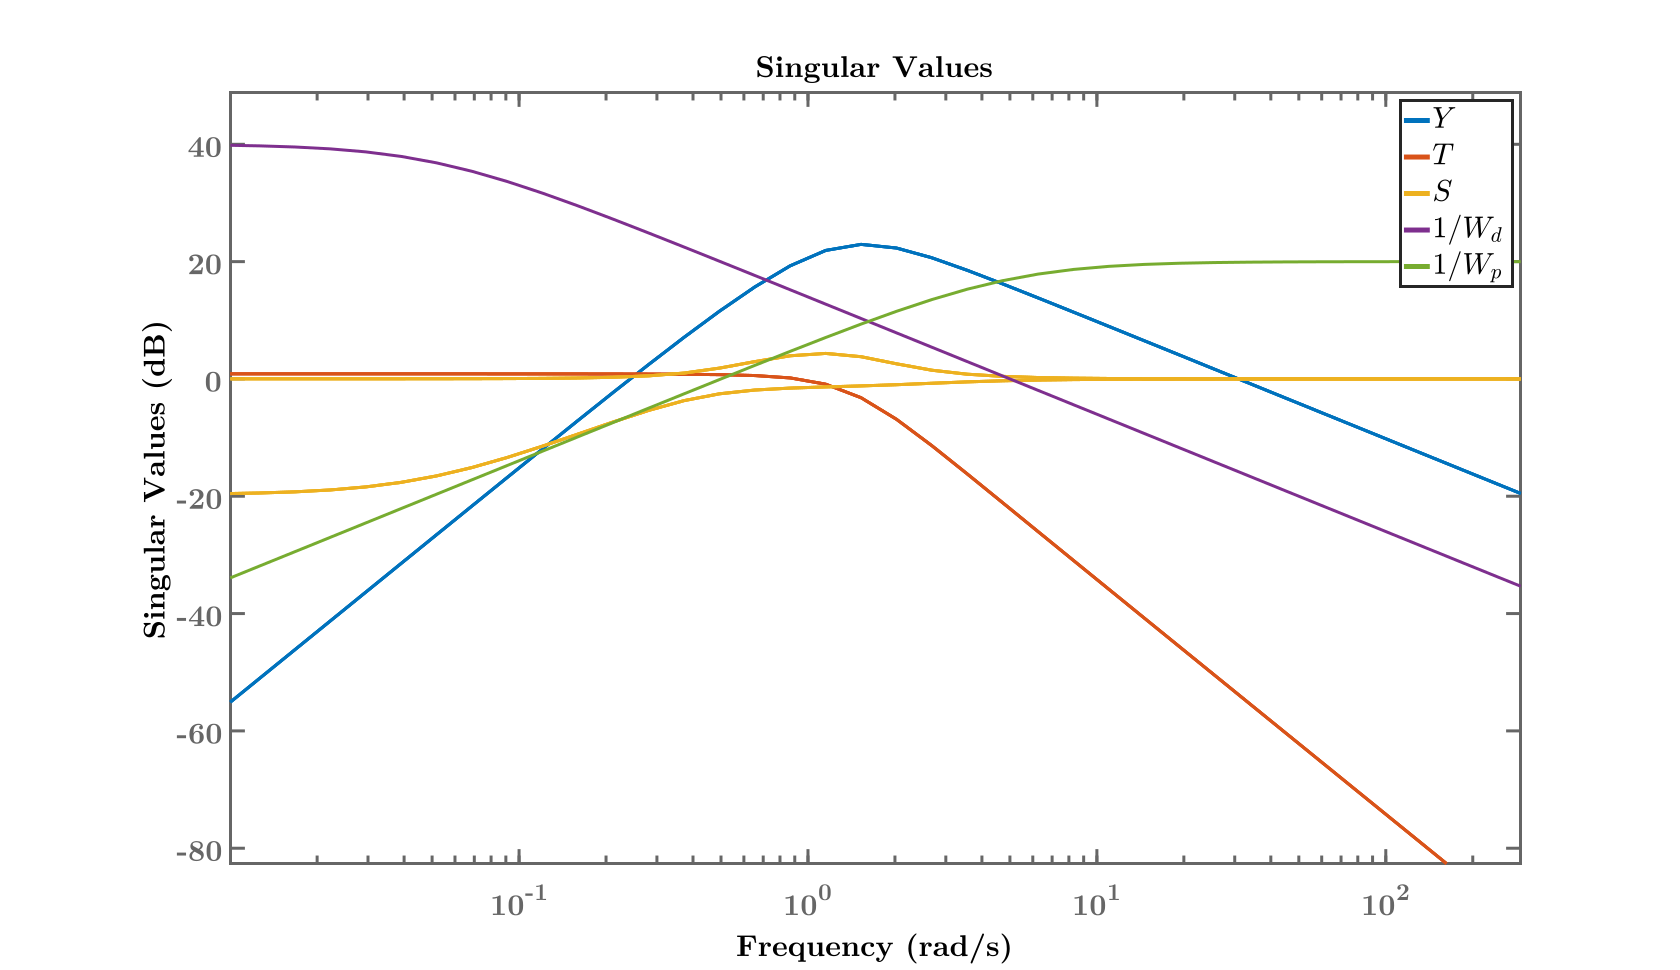 Singular Values
Singular Values (dB)
40
20
0
-20
-40
-60
-80
Y
T
S
1/W_d
1/W_p
10^-1
10^0
10^1
10^2
Frequency (rad/s)